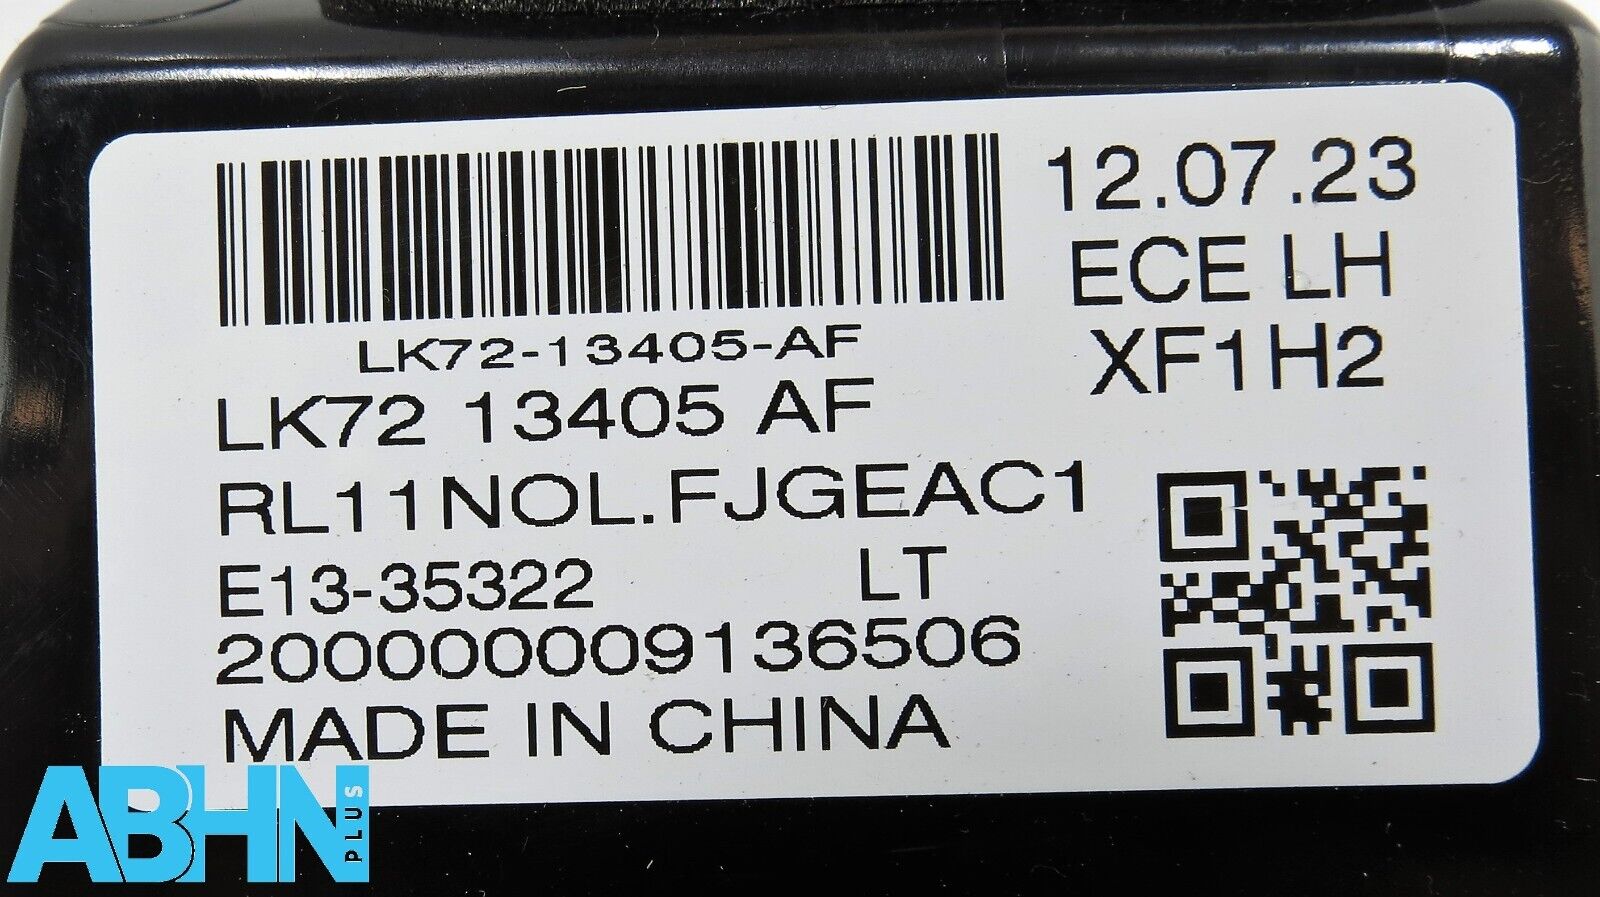 12.07.23
ECE LH
XF1H2
LK72-13405-AF
LK72 13405 AF
RL11NOL.FJGEAC1
E13-35322 LT
2000000009136506
MADE IN CHINA
ABHN PLUS